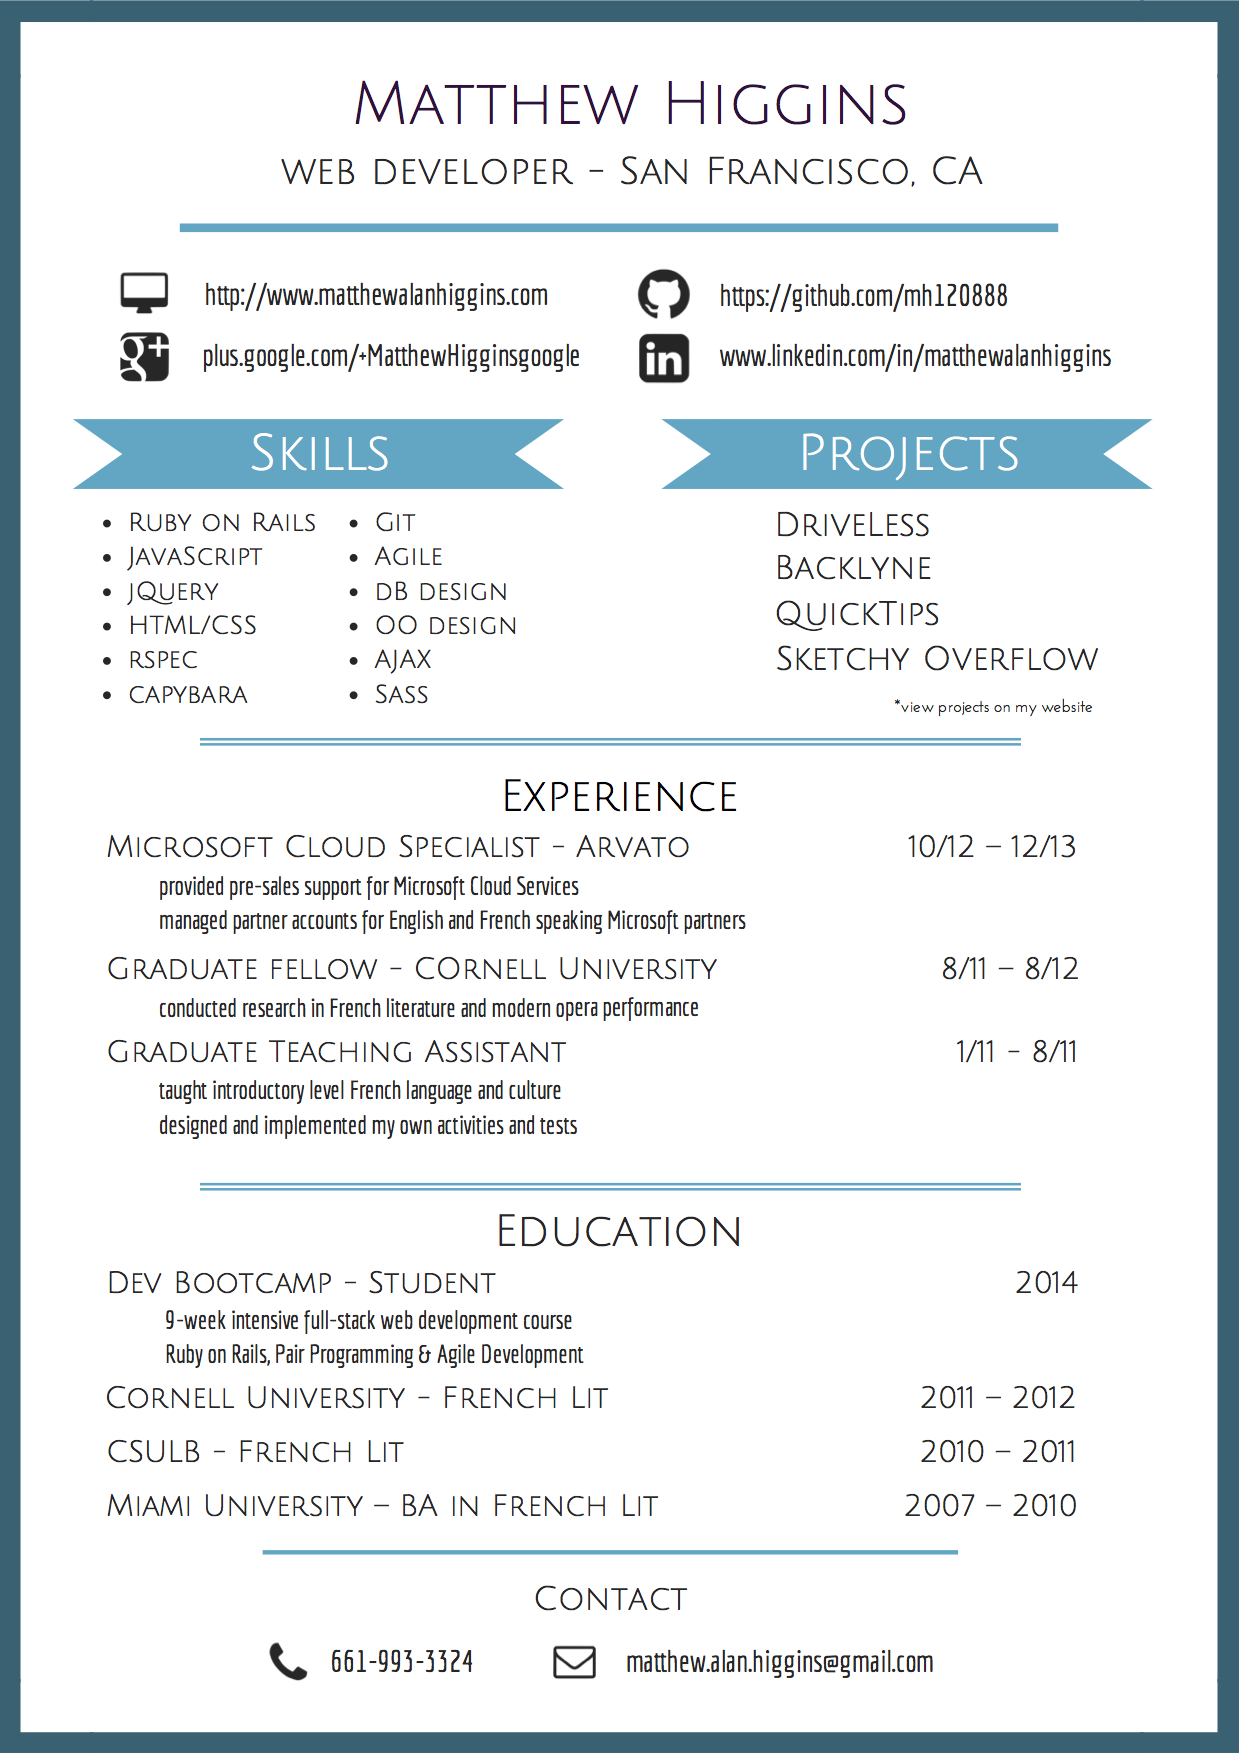 Matthew Higgins
web developer - San Francisco, CA
http://www.matthewalanhiggins.com
https://github.com/mh120888
g+ plus.google.com/+MatthewHigginsgoogle
in www.linkedin.com/in/matthewalanhiggins
Skills
Projects
• Ruby on Rails
• JavaScript
• jQuery
• HTML/CSS
• rspec
• capybara
• Git
• Agile
• dB design
• OO design
• AJAX
• Sass
DriveLess
Backlyne
QuickTips
Sketchy Overflow
*view projects on my website
Experience
Microsoft Cloud Specialist - Arvato 10/12 – 12/13
provided pre-sales support for Microsoft Cloud Services
managed partner accounts for English and French speaking Microsoft partners
Graduate fellow - COrnell University 8/11 – 8/12
conducted research in French literature and modern opera performance
Graduate Teaching Assistant 1/11 - 8/11
taught introductory level French language and culture
designed and implemented my own activities and tests
Education
Dev Bootcamp - Student 2014
9-week intensive full-stack web development course
Ruby on Rails, Pair Programming & Agile Development
Cornell University - French Lit 2011 – 2012
CSULB - French Lit 2010 – 2011
Miami University – BA in French Lit 2007 – 2010
Contact
661-993-3324
matthew.alan.higgins@gmail.com